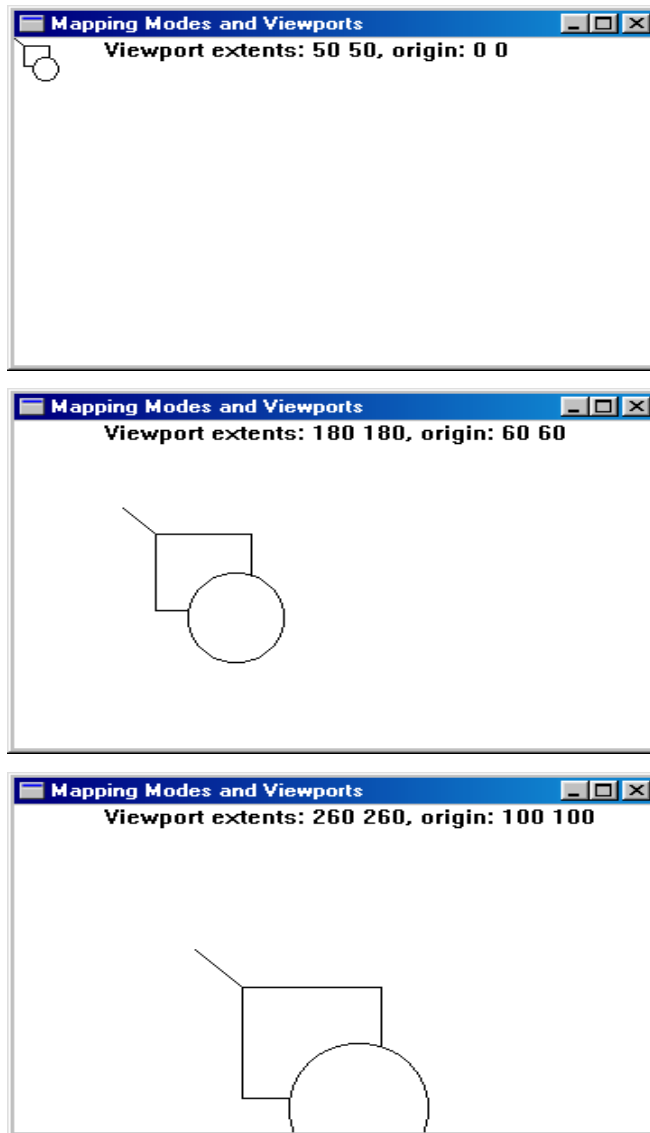 Mapping Modes and Viewports
Viewport extents: 50 50, origin: 0 0
Mapping Modes and Viewports
Viewport extents: 180 180, origin: 60 60
Mapping Modes and Viewports
Viewport extents: 260 260, origin: 100 100